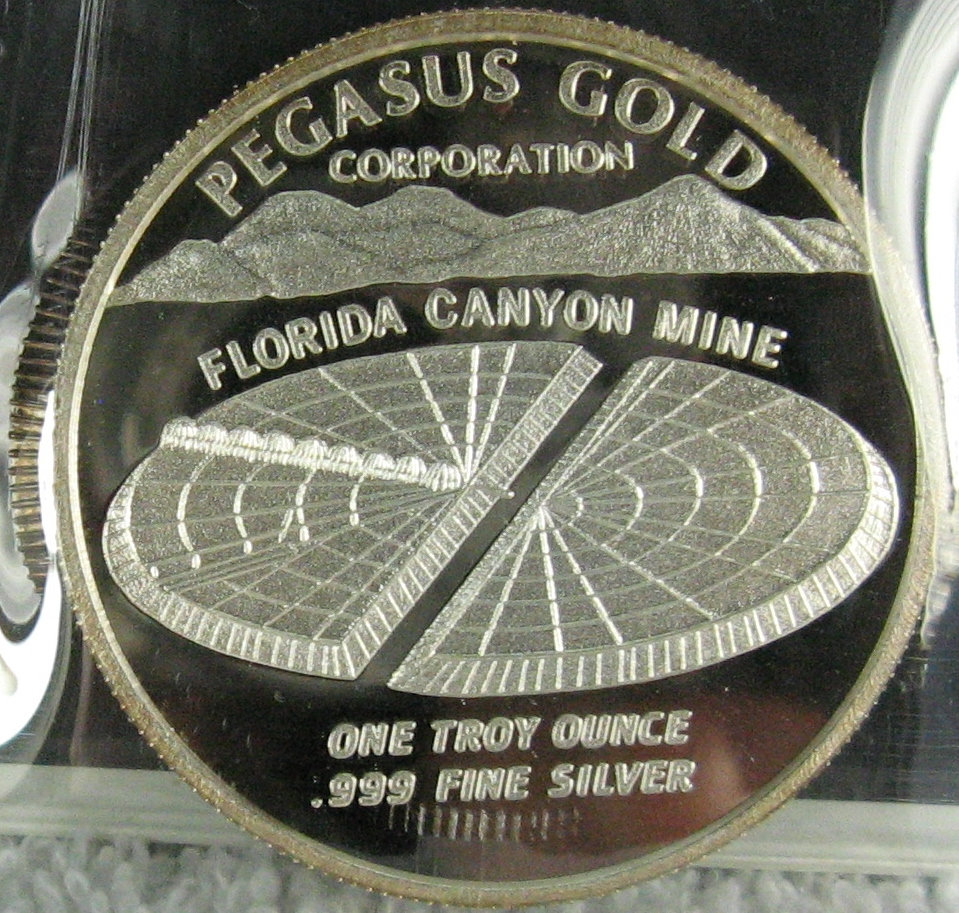 PEGASUS GOLD
CORPORATION
FLORIDA CANYON MINE
ONE TROY OUNCE
.999 FINE SILVER